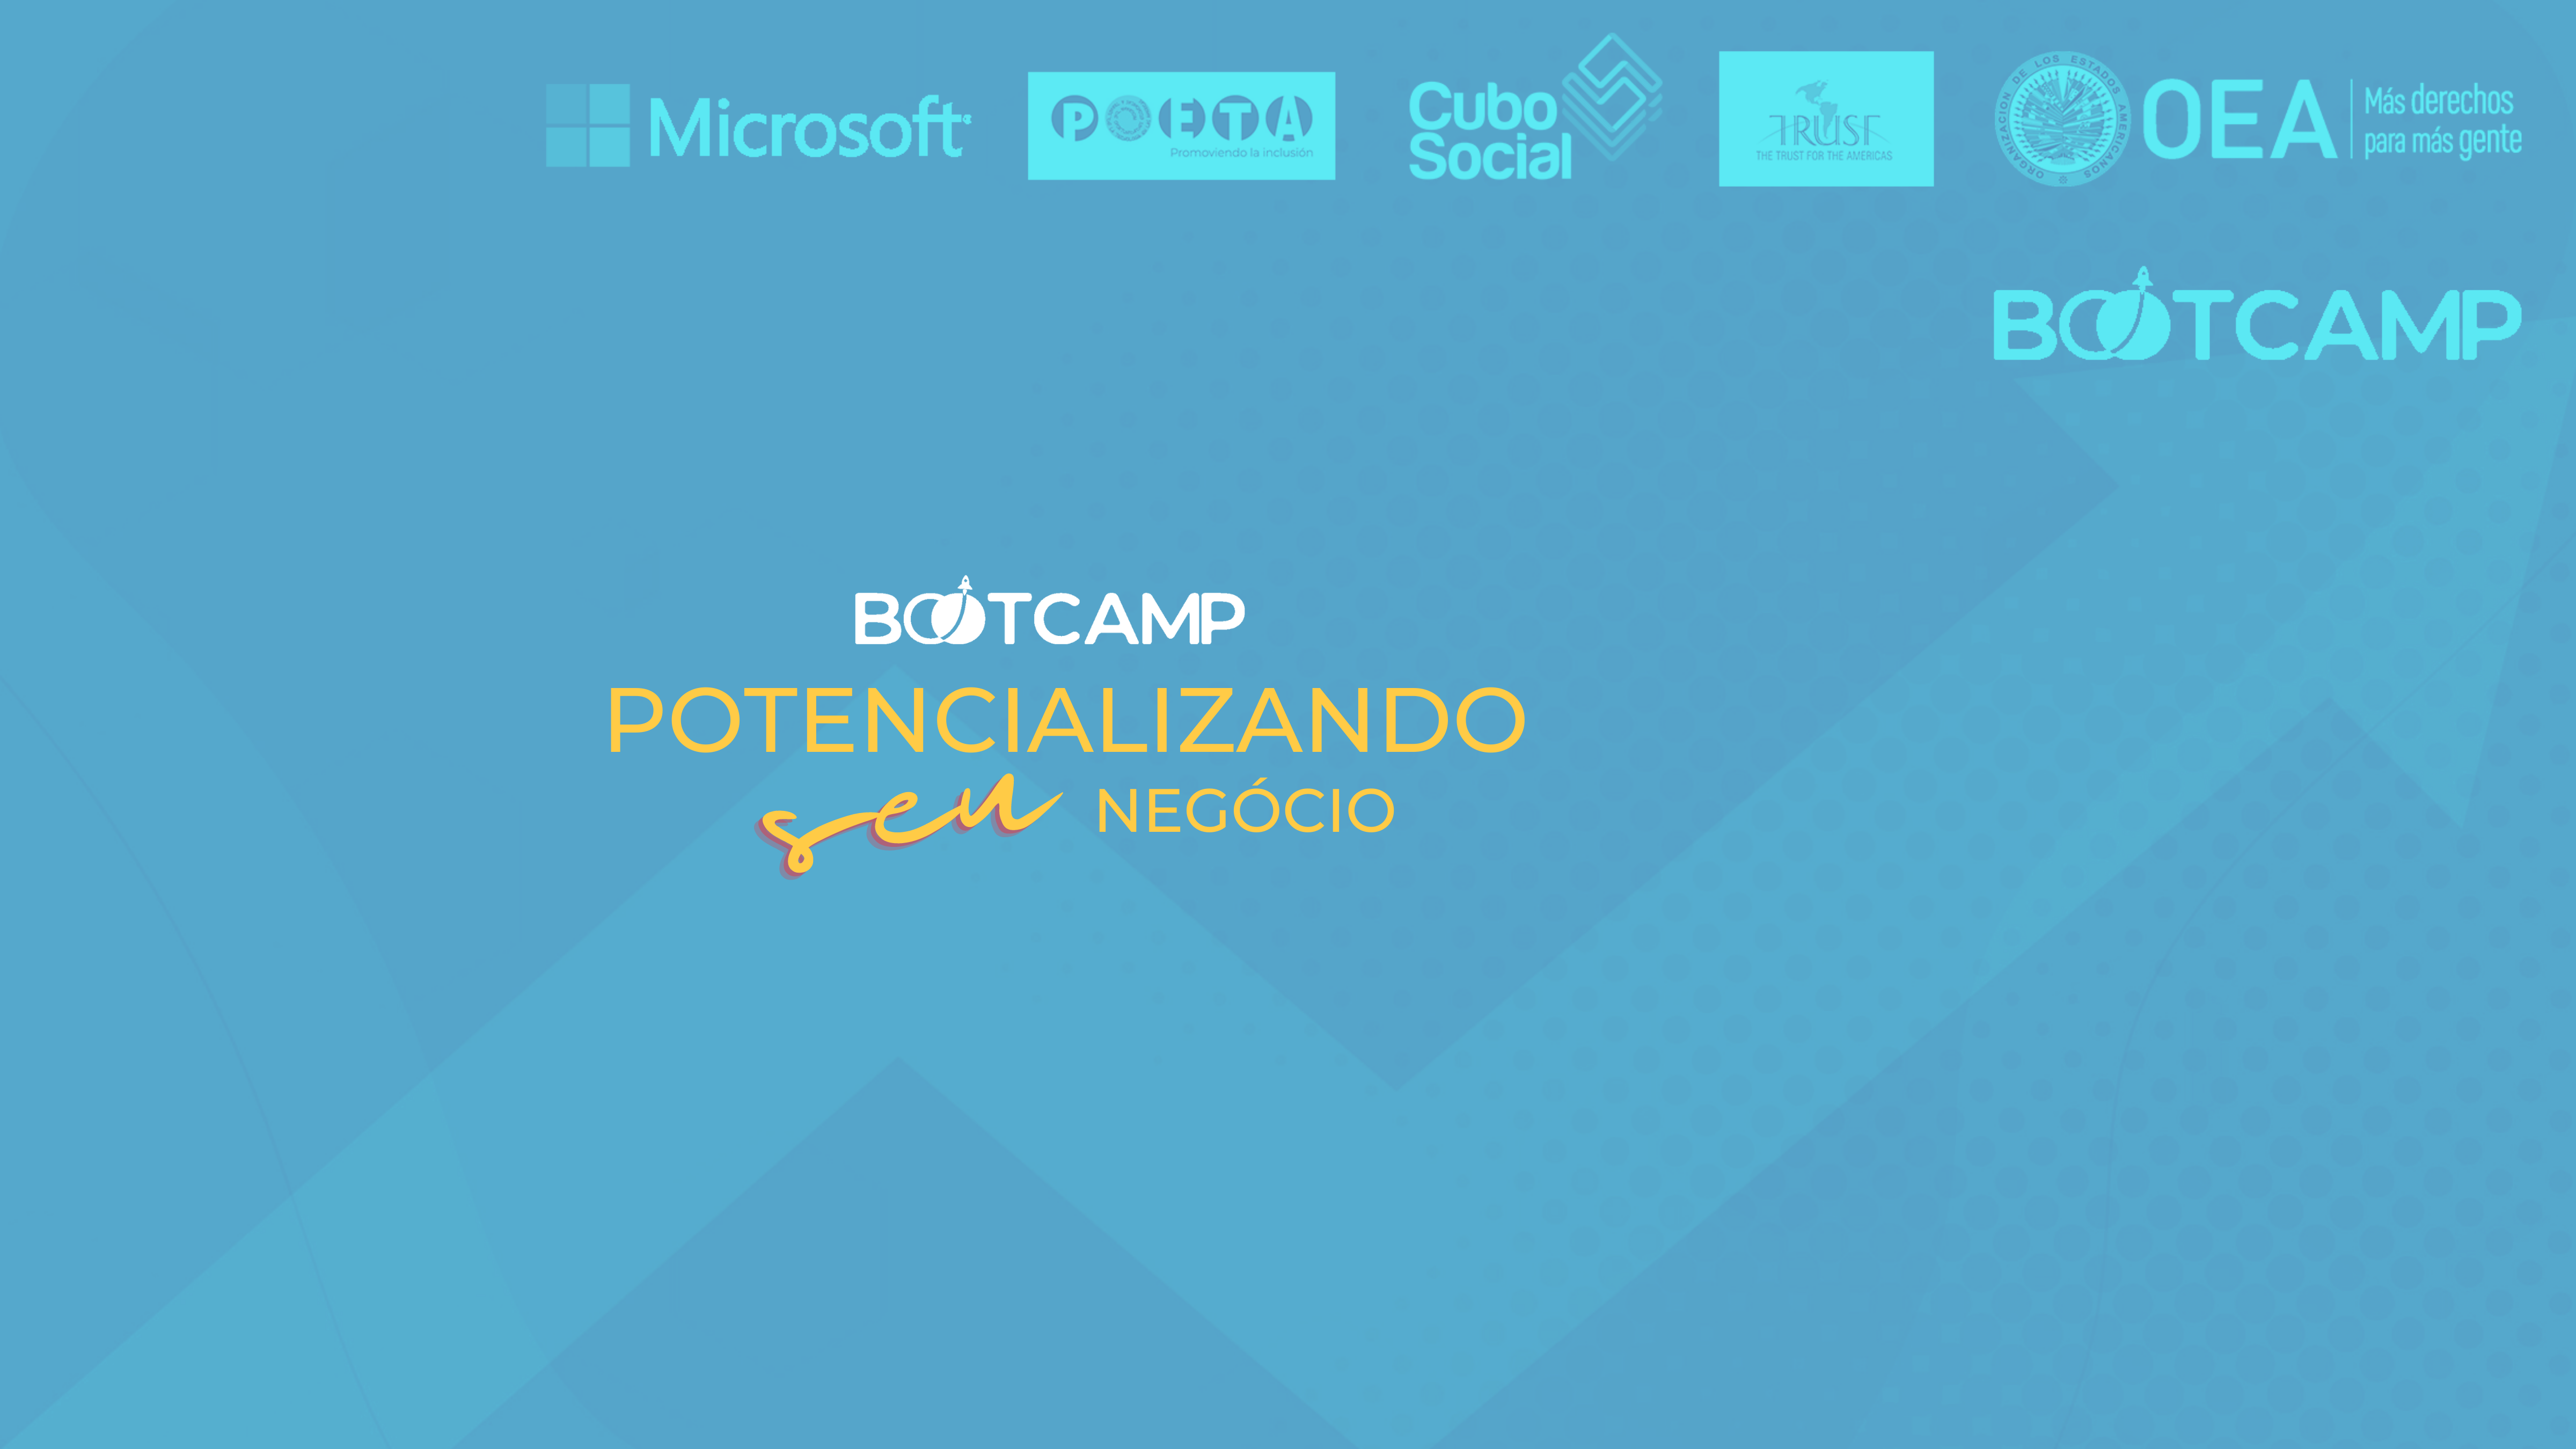 Microsoft
POETA
Promoviendo la inclusión
Cubo
Social
TRUST
THE TRUST FOR THE AMERICAS
ORGANIZACION DE LOS ESTADOS AMERICANOS
OEA
Más derechos
para más gente
BOOTCAMP
BOOTCAMP
POTENCIALIZANDO
seu NEGÓCIO